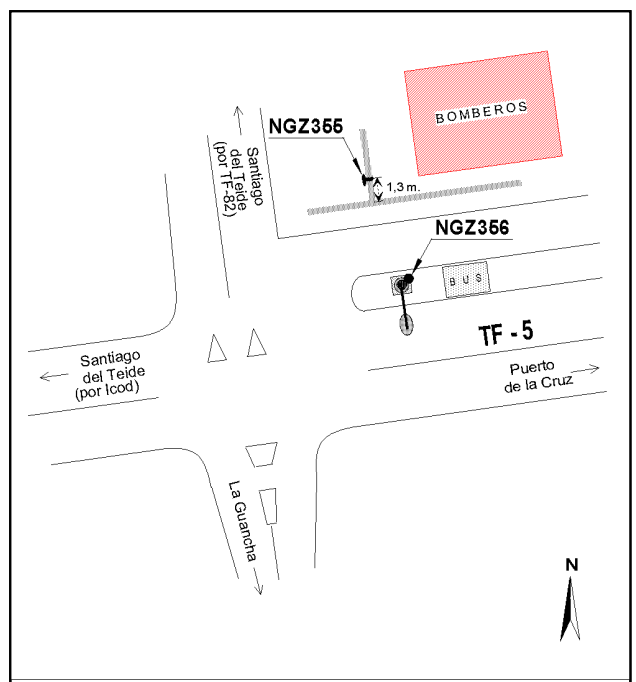 BOMBEROS
NGZ355
Santiago
del Teide
(por TF-82)
1,3 m.
NGZ356
BUS
TF - 5
Santiago
del Teide
(por Icod)
Puerto
de la Cruz
La Guancha
N